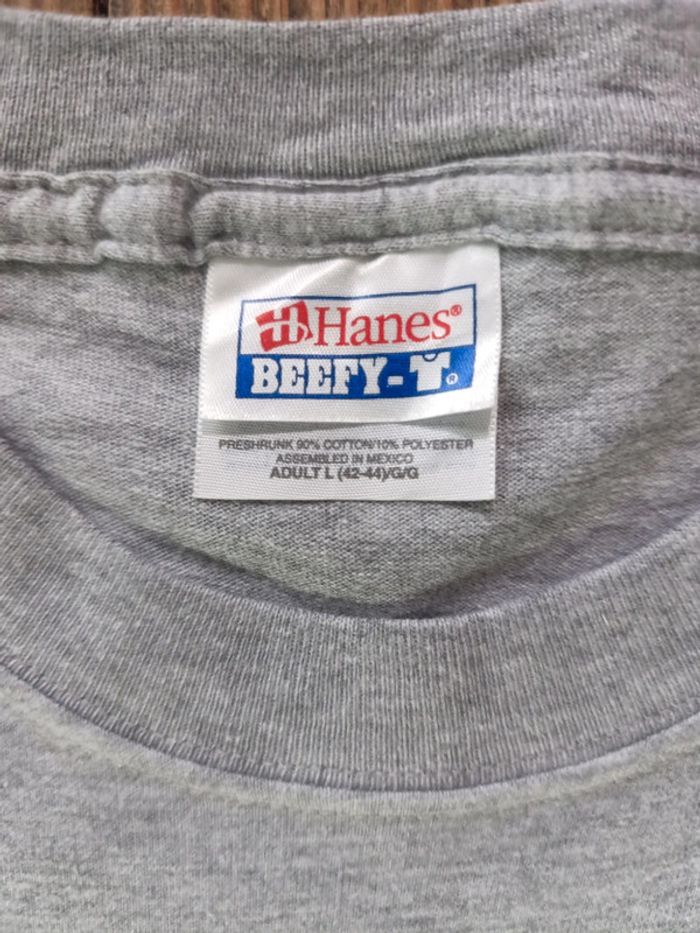 Hanes®
BEEFY-T®
PRESHRUNK 90% COTTON/10% POLYESTER
ASSEMBLED IN MEXICO
ADULT L (42-44)/G/G